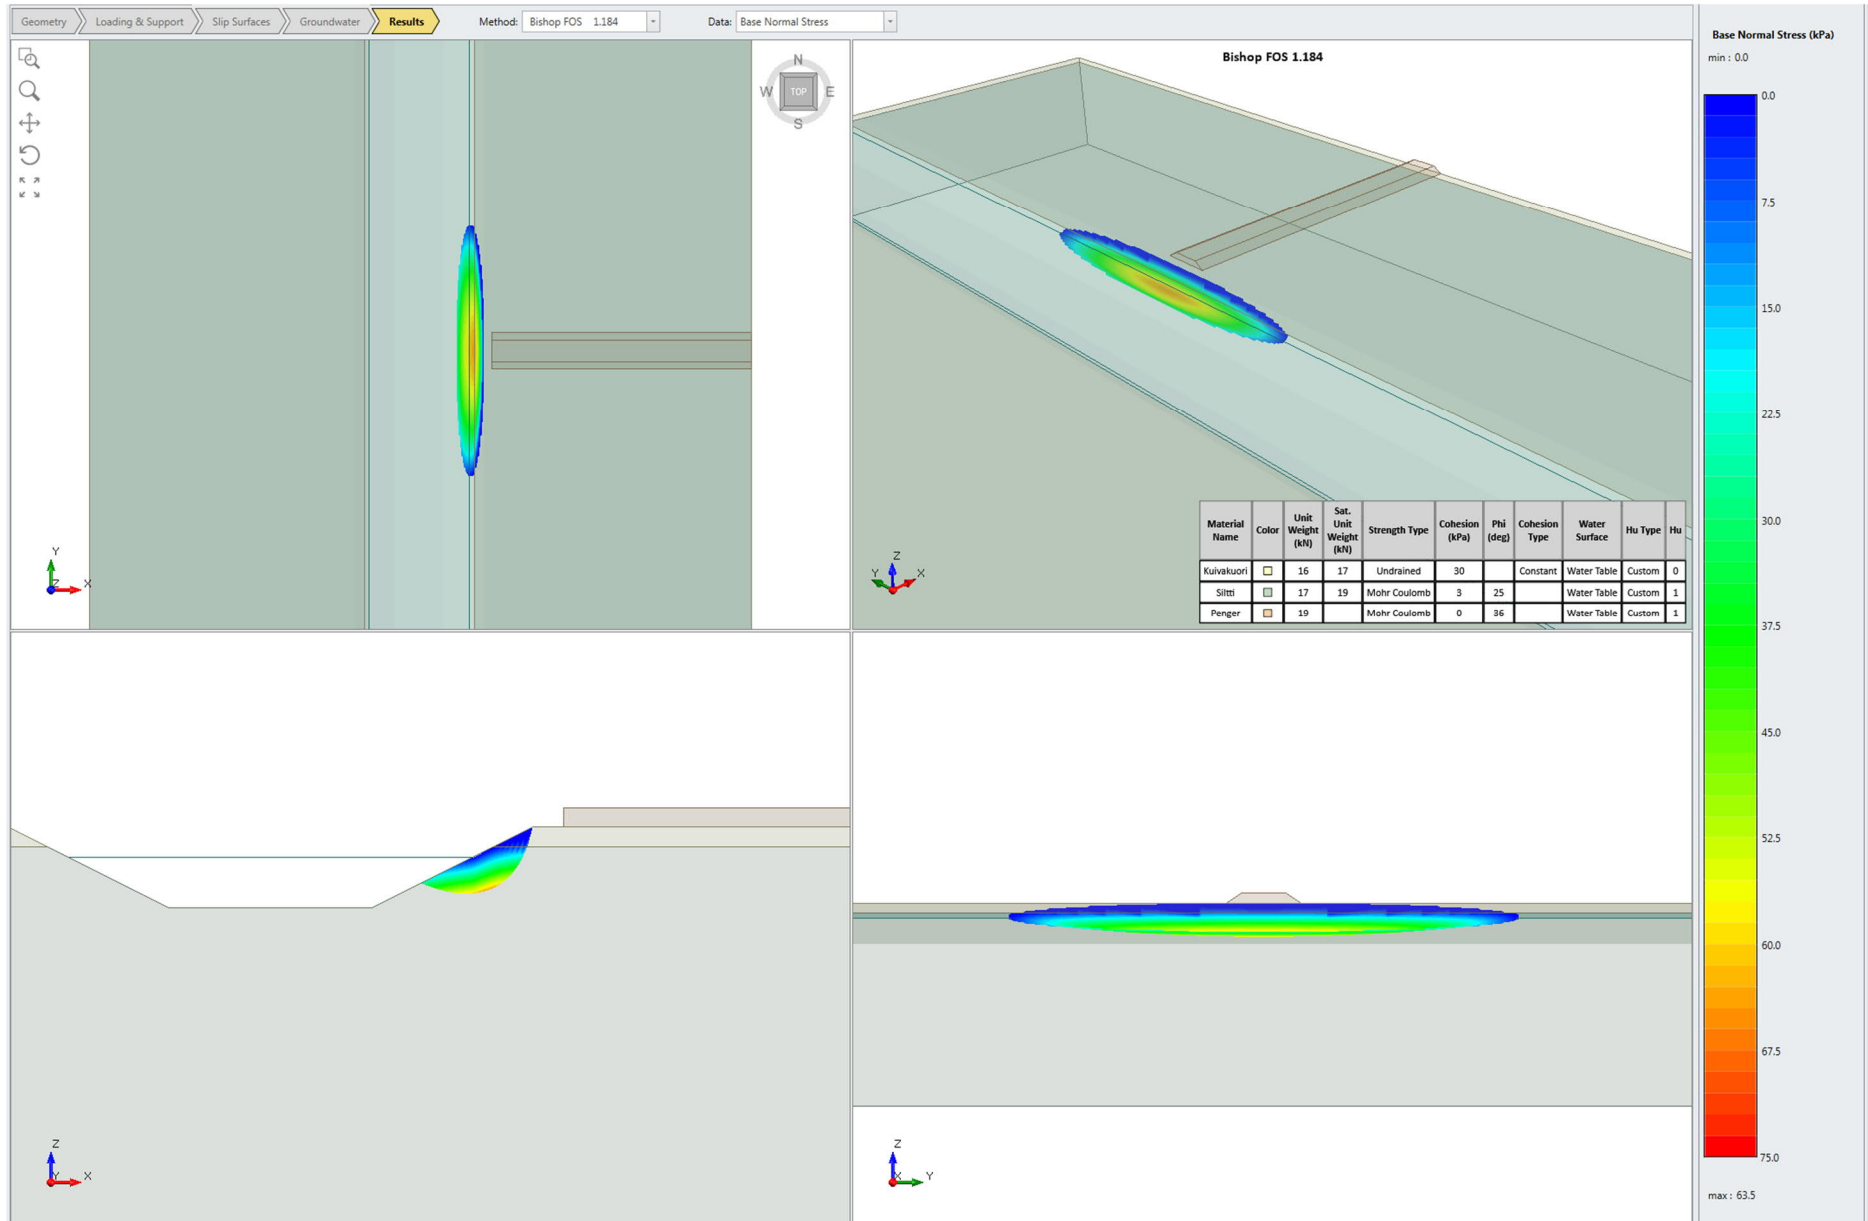 Geometry Loading & Support Slip Surfaces Groundwater Results Method: Bishop FOS 1.184 Data: Base Normal Stress
N
W TOP E
S
Y
Z X
Bishop FOS 1.184
Z
Y X
Material Name Color Unit Weight (kN) Sat. Unit Weight (kN) Strength Type Cohesion (kPa) Phi (deg) Cohesion Type Water Surface Hu Type Hu
Kuivakuori 16 17 Undrained 30 Constant Water Table Custom 0
Siltti 17 19 Mohr Coulomb 3 25 Water Table Custom 1
Penger 19 Mohr Coulomb 0 36 Water Table Custom 1
Z
Y X
Z
X Y
Base Normal Stress (kPa)
min : 0.0
0.0
7.5
15.0
22.5
30.0
37.5
45.0
52.5
60.0
67.5
75.0
max : 63.5